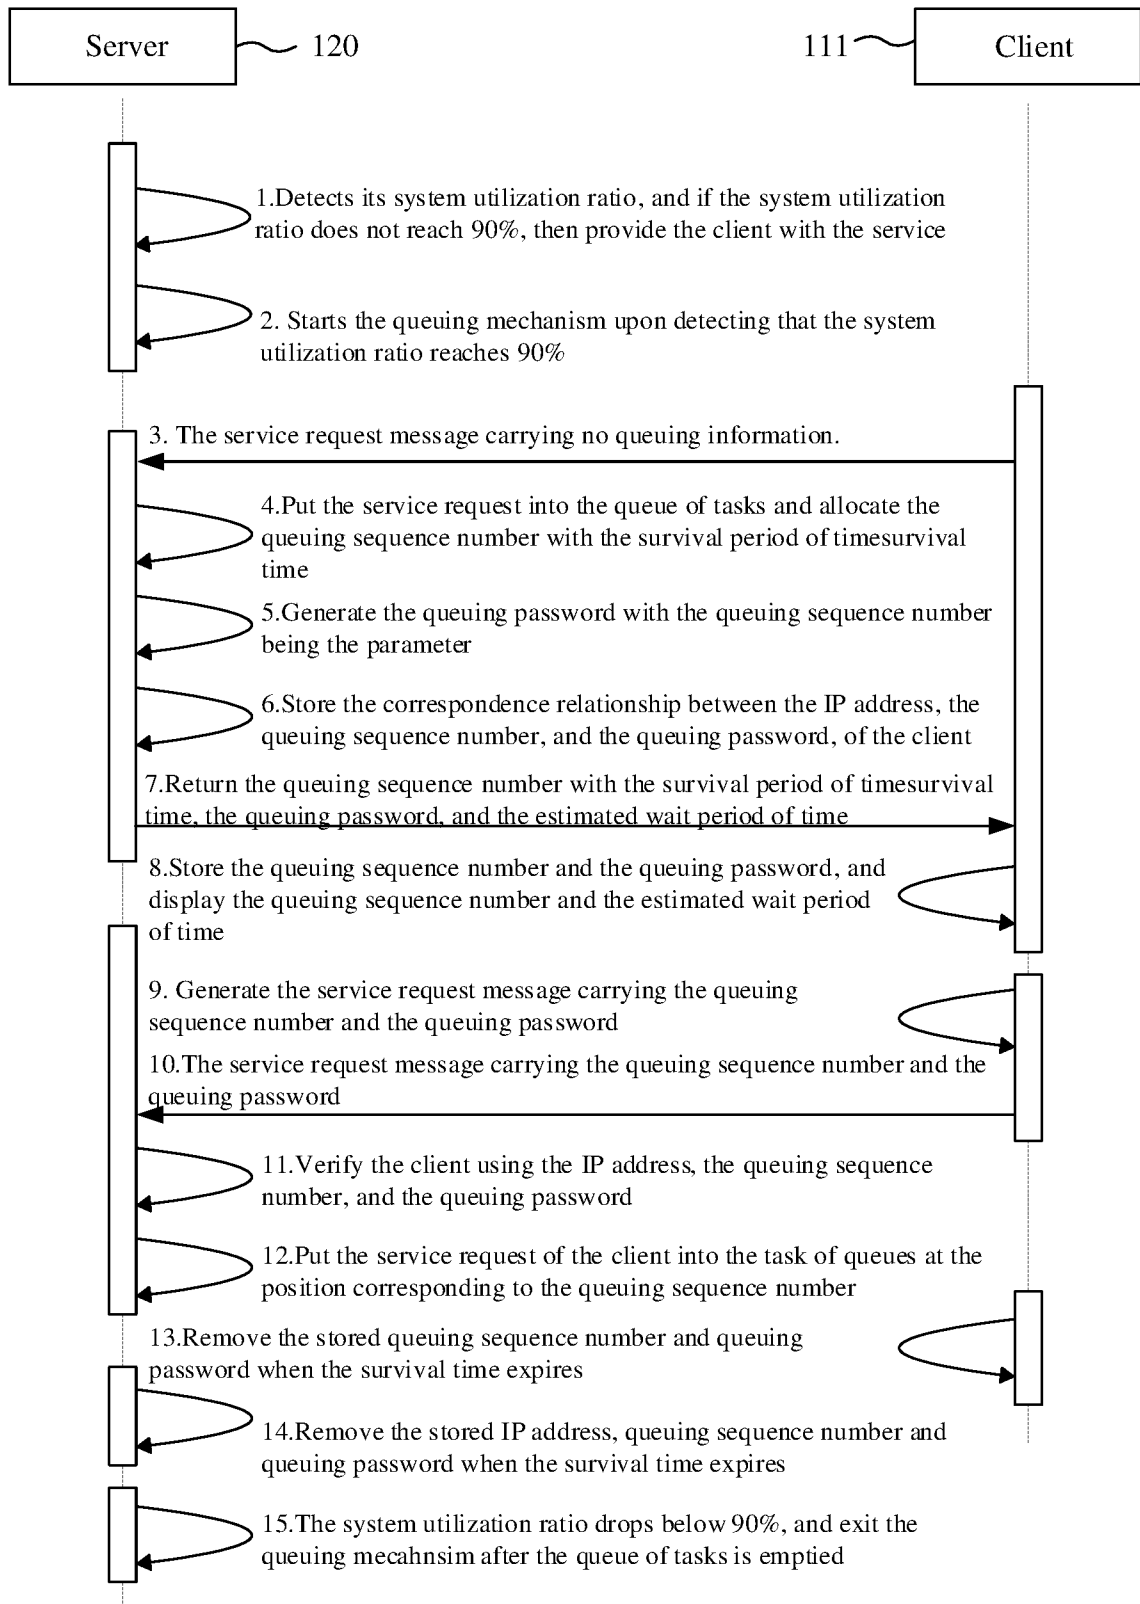 Server
120
111
Client
1.Detects its system utilization ratio, and if the system utilization
ratio does not reach 90%, then provide the client with the service
2. Starts the queuing mechanism upon detecting that the system
utilization ratio reaches 90%
3. The service request message carrying no queuing information.
4.Put the service request into the queue of tasks and allocate the
queuing sequence number with the survival period of timesurvival
time
5.Generate the queuing password with the queuing sequence number
being the parameter
6.Store the correspondence relationship between the IP address, the
queuing sequence number, and the queuing password, of the client
7.Return the queuing sequence number with the survival period of timesurvival
time, the queuing password, and the estimated wait period of time
8.Store the queuing sequence number and the queuing password, and
display the queuing sequence number and the estimated wait period
of time
9. Generate the service request message carrying the queuing
sequence number and the queuing password
10.The service request message carrying the queuing sequence number and the
queuing password
11.Verify the client using the IP address, the queuing sequence
number, and the queuing password
12.Put the service request of the client into the task of queues at the
position corresponding to the queuing sequence number
13.Remove the stored queuing sequence number and queuing
password when the survival time expires
14.Remove the stored IP address, queuing sequence number and
queuing password when the survival time expires
15.The system utilization ratio drops below 90%, and exit the
queuing mecahnsim after the queue of tasks is emptied